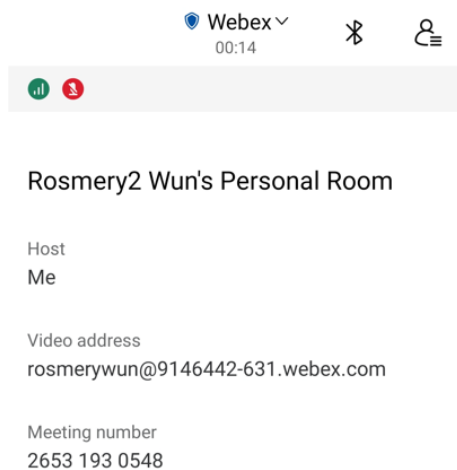 Webex
00:14
Rosmery2 Wun's Personal Room
Host
Me
Video address
rosmerywun@9146442-631.webex.com
Meeting number
2653 193 0548